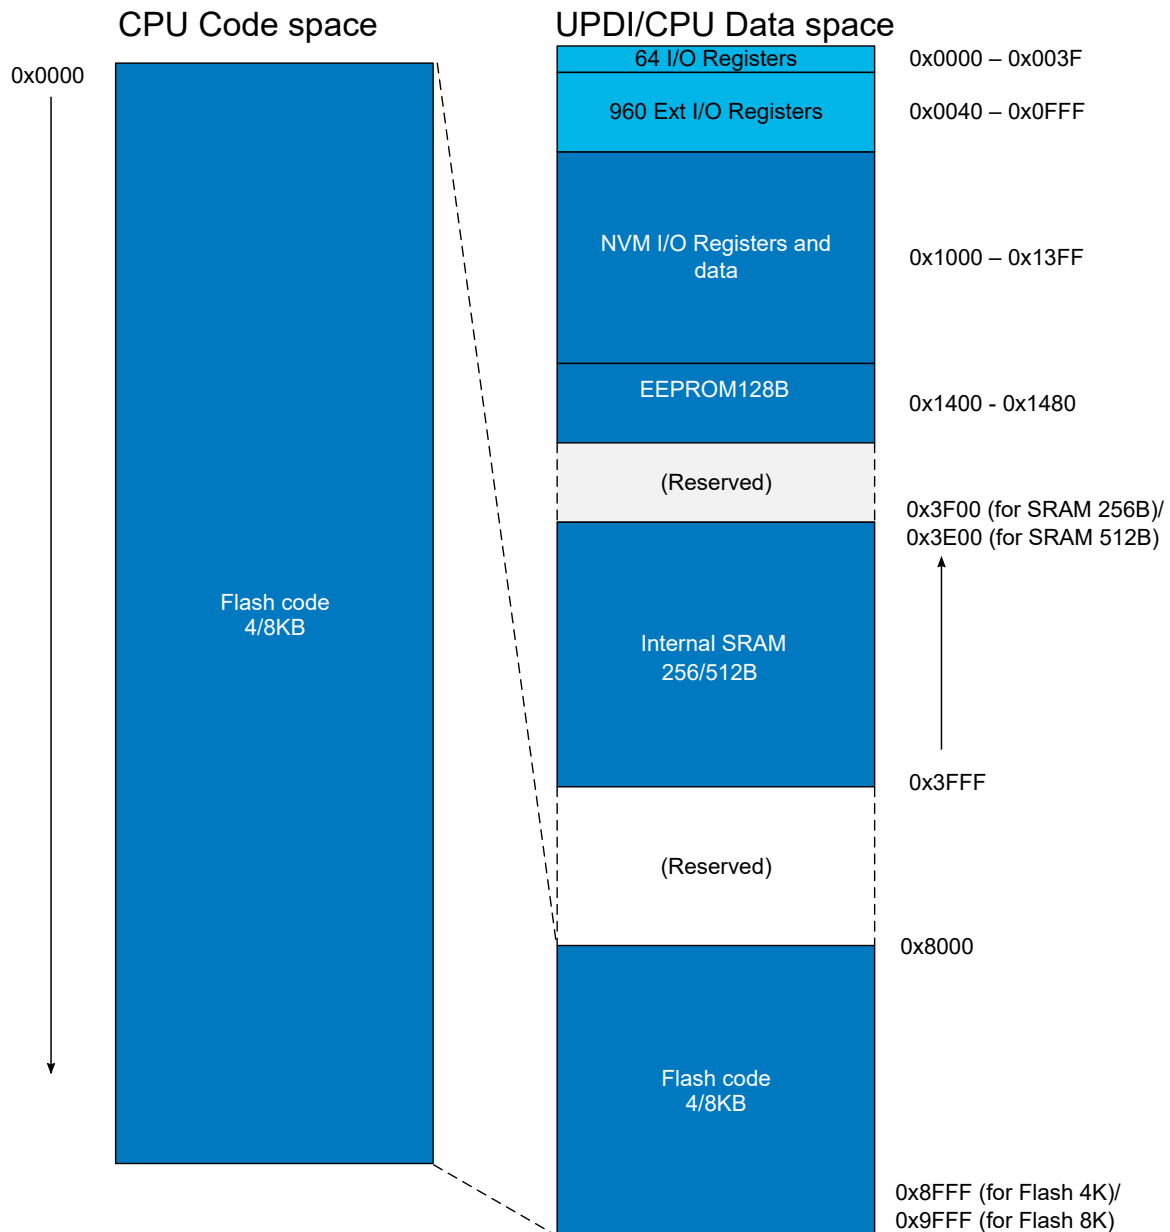 CPU Code space
UPDI/CPU Data space
0x0000
64 I/O Registers
0x0000 – 0x003F
960 Ext I/O Registers
0x0040 – 0x0FFF
NVM I/O Registers and
data
0x1000 – 0x13FF
EEPROM128B
0x1400 - 0x1480
(Reserved)
0x3F00 (for SRAM 256B)/
0x3E00 (for SRAM 512B)
Flash code
4/8KB
Internal SRAM
256/512B
0x3FFF
(Reserved)
0x8000
Flash code
4/8KB
0x8FFF (for Flash 4K)/
0x9FFF (for Flash 8K)